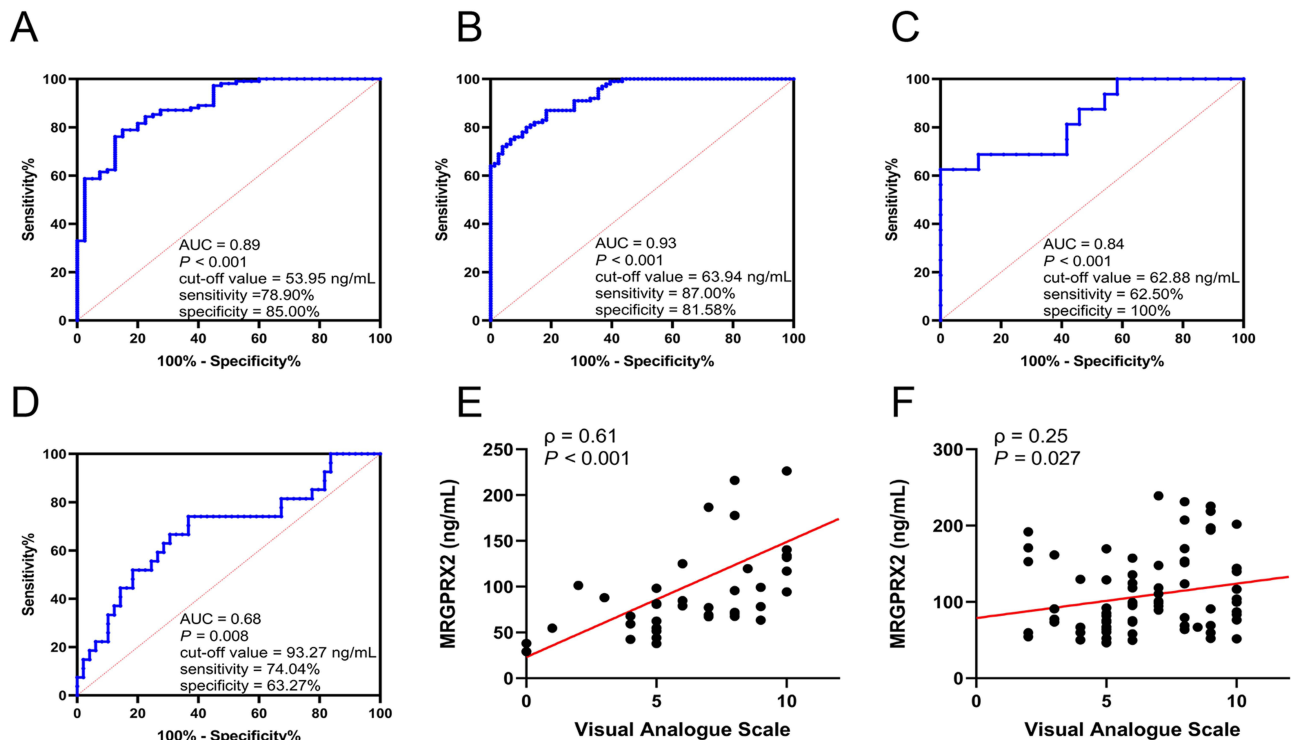 A
B
C
100
80
60
40
20
0
Sensitivity%
AUC = 0.89
P < 0.001
cut-off value = 53.95 ng/mL
sensitivity =78.90%
specificity = 85.00%
0 20 40 60 80 100
100% - Specificity%
100
80
60
40
20
0
Sensitivity%
AUC = 0.93
P < 0.001
cut-off value = 63.94 ng/mL
sensitivity = 87.00%
specificity = 81.58%
0 20 40 60 80 100
100% - Specificity%
100
80
60
40
20
0
Sensitivity%
AUC = 0.84
P < 0.001
cut-off value = 62.88 ng/mL
sensitivity = 62.50%
specificity = 100%
0 20 40 60 80 100
100% - Specificity%
D
E
F
100
80
60
40
20
0
Sensitivity%
AUC = 0.68
P = 0.008
cut-off value = 93.27 ng/mL
sensitivity = 74.04%
specificity = 63.27%
0 20 40 60 80 100
100% - Specificity%
ρ = 0.61
P < 0.001
250
200
150
100
50
0
MRGPRX2 (ng/mL)
0 5 10
Visual Analogue Scale
ρ = 0.25
P = 0.027
300
200
100
0
MRGPRX2 (ng/mL)
0 5 10
Visual Analogue Scale